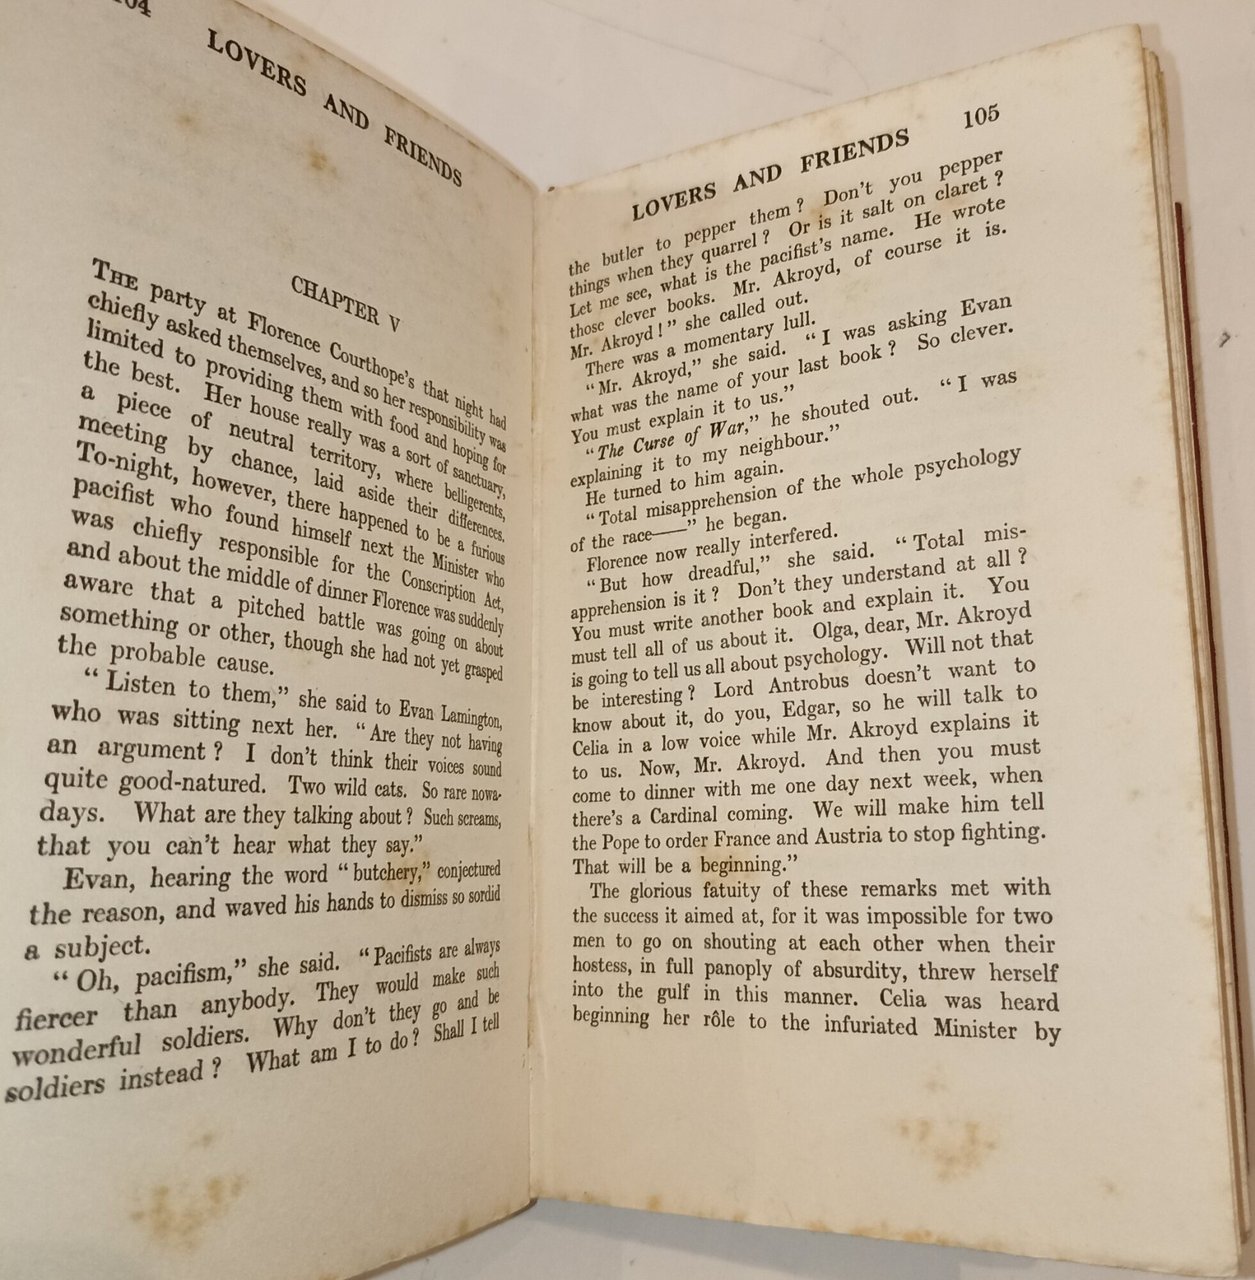 LOVERS AND FRIENDS
CHAPTER V
THE party at Florence Courthope's that night had
chiefly asked themselves, and so her responsibility was
limited to providing them with food and hoping for
the best. Her house really was a sort of sanctuary,
a piece of neutral territory, where belligerents,
meeting by chance, laid aside their differences.
To-night, however, there happened to be a furious
pacifist who found himself next the Minister who
was chiefly responsible for the Conscription Act,
and about the middle of dinner Florence was suddenly
aware that a pitched battle was going on about
something or other, though she had not yet grasped
the probable cause.
“Listen to them,” she said to Evan Lamington,
who was sitting next her. “Are they not having
an argument? I don't think their voices sound
quite good-natured. Two wild cats. So rare nowa-
days. What are they talking about? Such screams,
that you can't hear what they say.”
Evan, hearing the word “butchery,” conjectured
the reason, and waved his hands to dismiss so sordid
a subject.
“Oh, pacifism,” she said. “Pacifists are always
fiercer than anybody. They would make such
wonderful soldiers. Why don't they go and be
soldiers instead? What am I to do? Shall I tell
LOVERS AND FRIENDS 105
the butler to pepper them? Don't you pepper
things when they quarrel? Or is it salt on claret?
Let me see, what is the pacifist's name. He wrote
those clever books. Mr. Akroyd, of course it is.
Mr. Akroyd!” she called out.
There was a momentary lull.
“Mr. Akroyd,” she said. “I was asking Evan
what was the name of your last book? So clever.
You must explain it to us.”
“The Curse of War,” he shouted out. “I was
explaining it to my neighbour.”
He turned to him again.
“Total misapprehension of the whole psychology
of the race——” he began.
Florence now really interfered.
“But how dreadful,” she said. “Total mis-
apprehension is it? Don't they understand at all?
You must write another book and explain it. You
must tell all of us about it. Olga, dear, Mr. Akroyd
is going to tell us all about psychology. Will not that
be interesting? Lord Antrobus doesn't want to
know about it, do you, Edgar, so he will talk to
Celia in a low voice while Mr. Akroyd explains it
to us. Now, Mr. Akroyd. And then you must
come to dinner with me one day next week, when
there's a Cardinal coming. We will make him tell
the Pope to order France and Austria to stop fighting.
That will be a beginning.”
The glorious fatuity of these remarks met with
the success it aimed at, for it was impossible for two
men to go on shouting at each other when their
hostess, in full panoply of absurdity, threw herself
into the gulf in this manner. Celia was heard
beginning her rôle to the infuriated Minister by